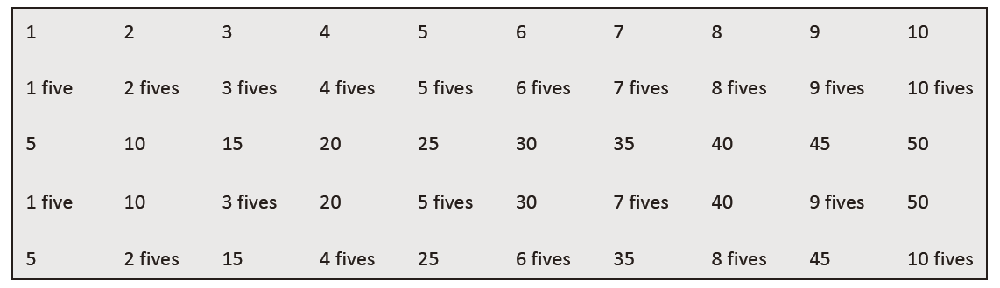 1 2 3 4 5 6 7 8 9 10
1 five 2 fives 3 fives 4 fives 5 fives 6 fives 7 fives 8 fives 9 fives 10 fives
5 10 15 20 25 30 35 40 45 50
1 five 10 3 fives 20 5 fives 30 7 fives 40 9 fives 50
5 2 fives 15 4 fives 25 6 fives 35 8 fives 45 10 fives